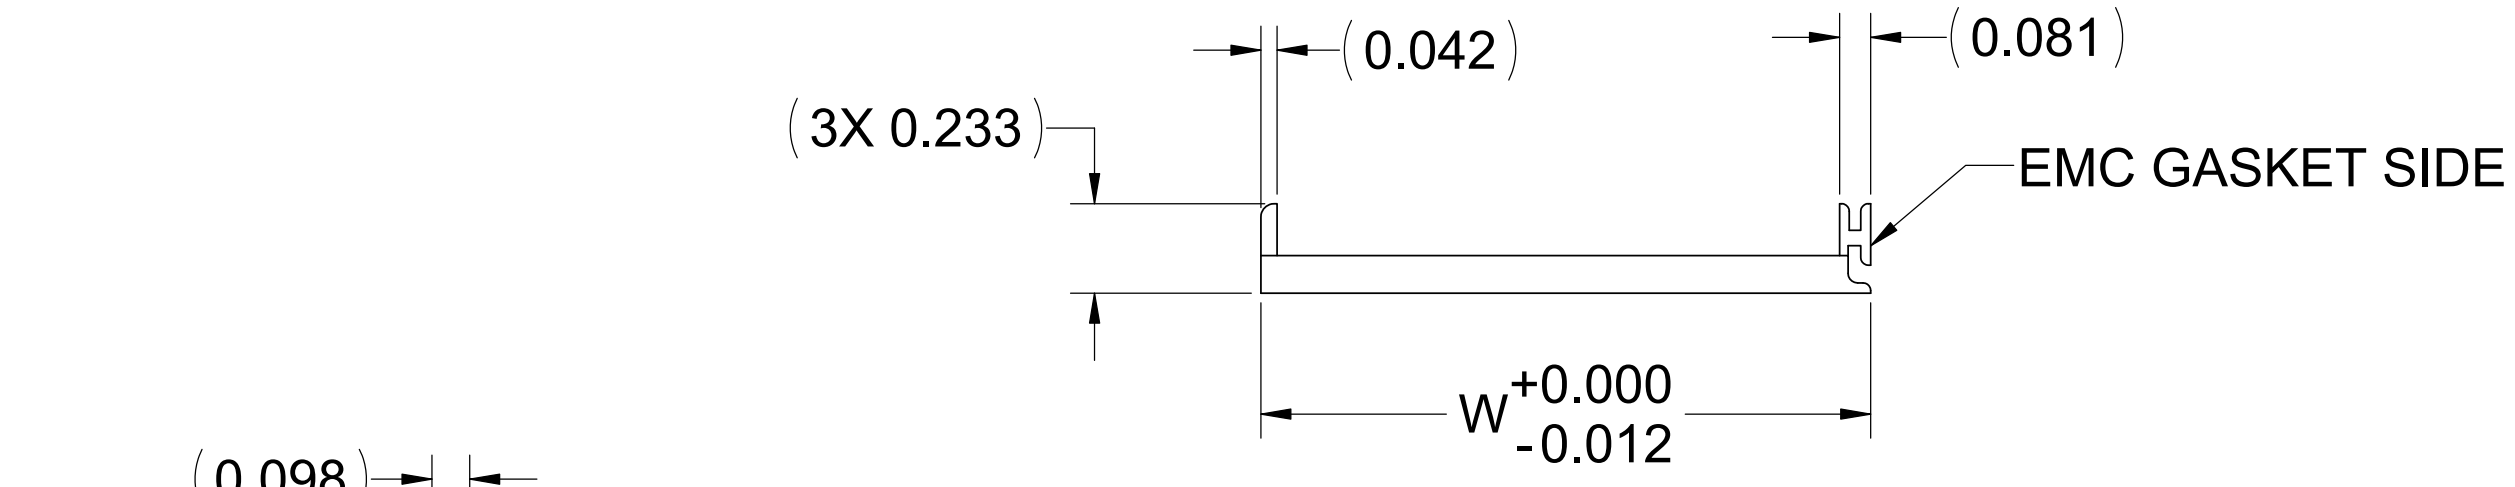 (0.042)
(0.081)
(3X 0.233)
EMC GASKET SIDE
W +0.000
-0.012
(0.098)